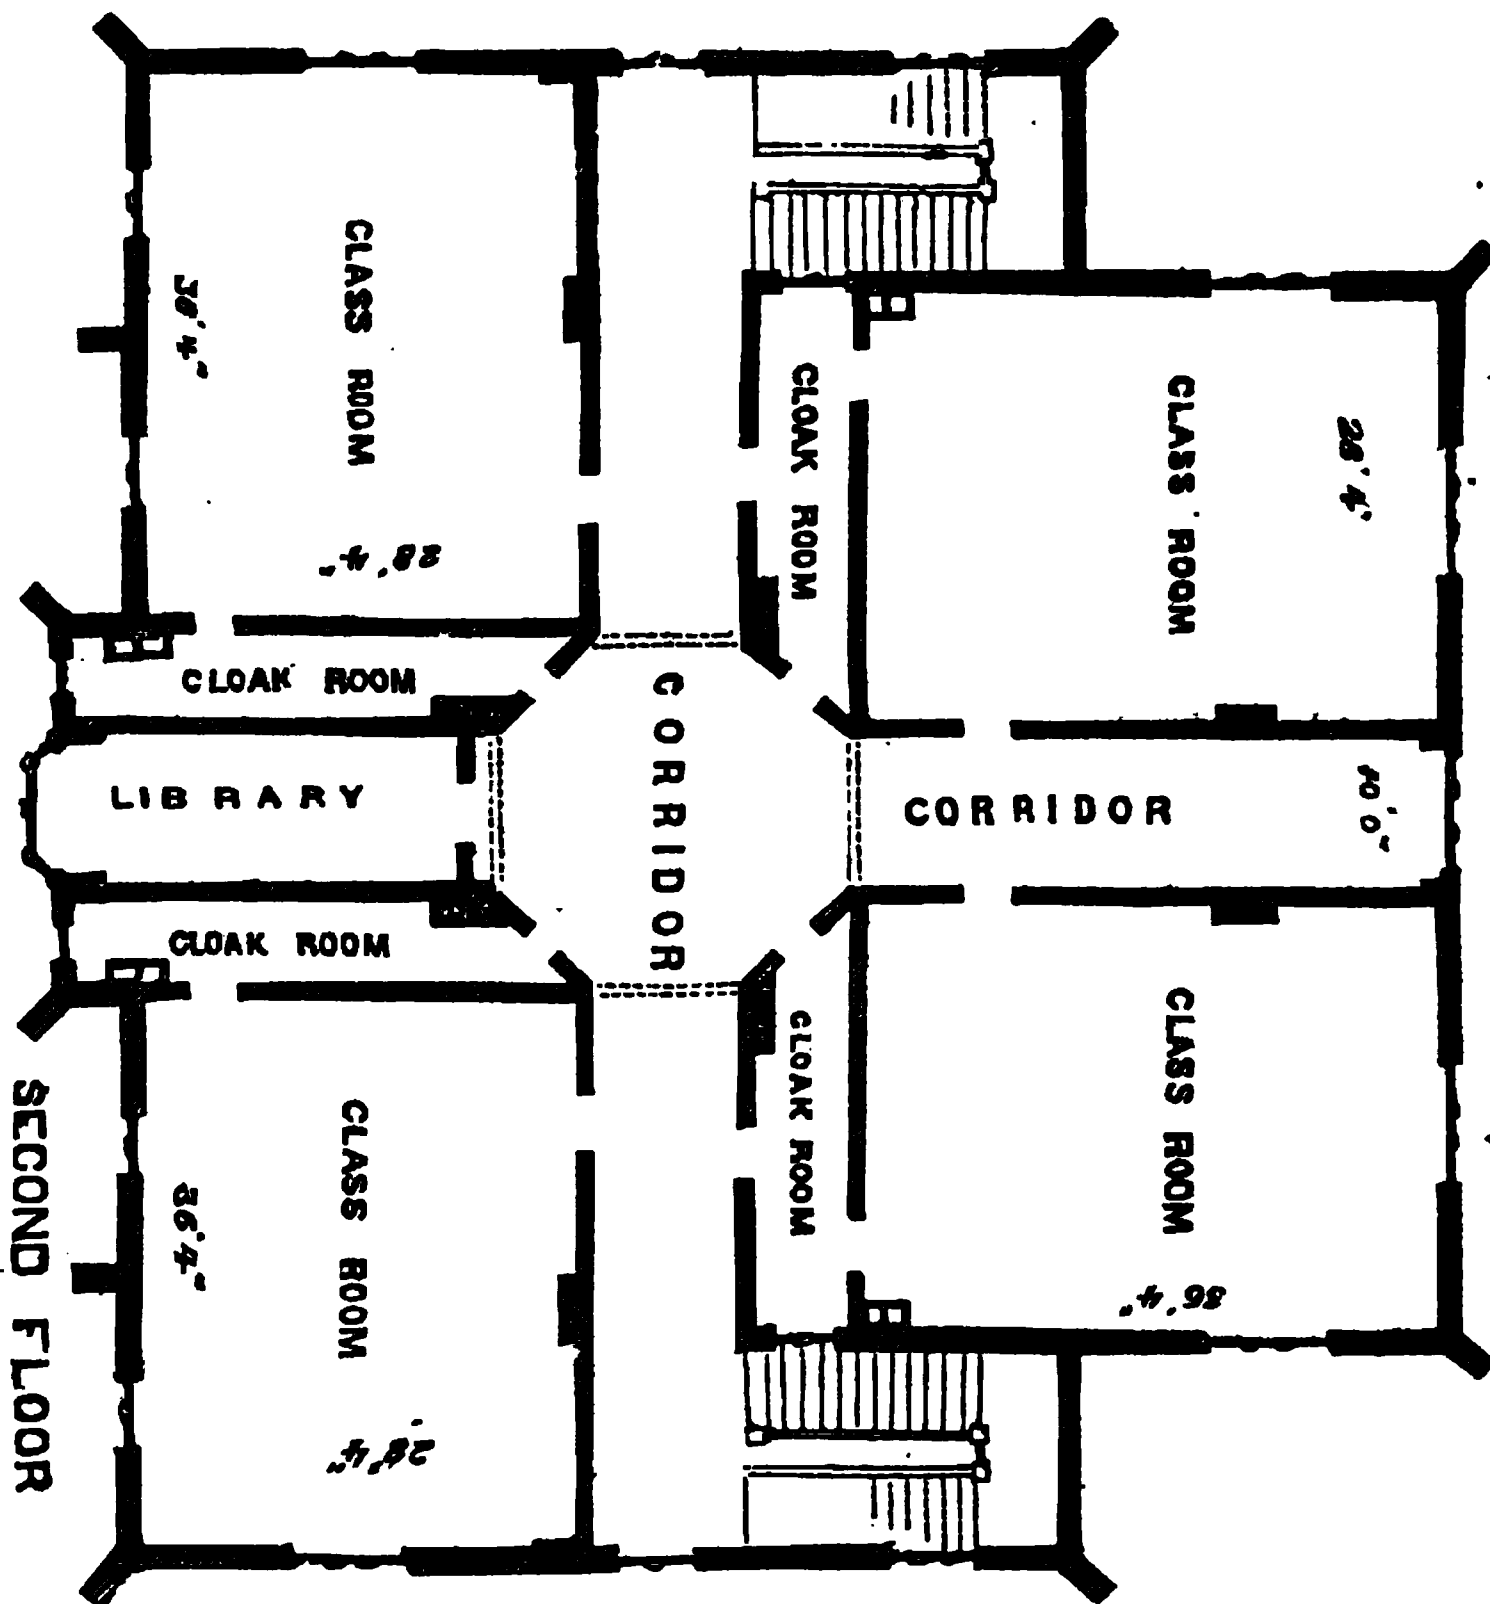 CLASS ROOM
36' 4"
28' 4"
CLOAK ROOM
CLASS ROOM
28' 4"
CLOAK ROOM
LIBRARY
CORRIDOR
CORRIDOR
10' 0"
CLOAK ROOM
CLOAK ROOM
CLASS ROOM
36' 4"
CLASS ROOM
36' 4"
28' 4"
SECOND FLOOR